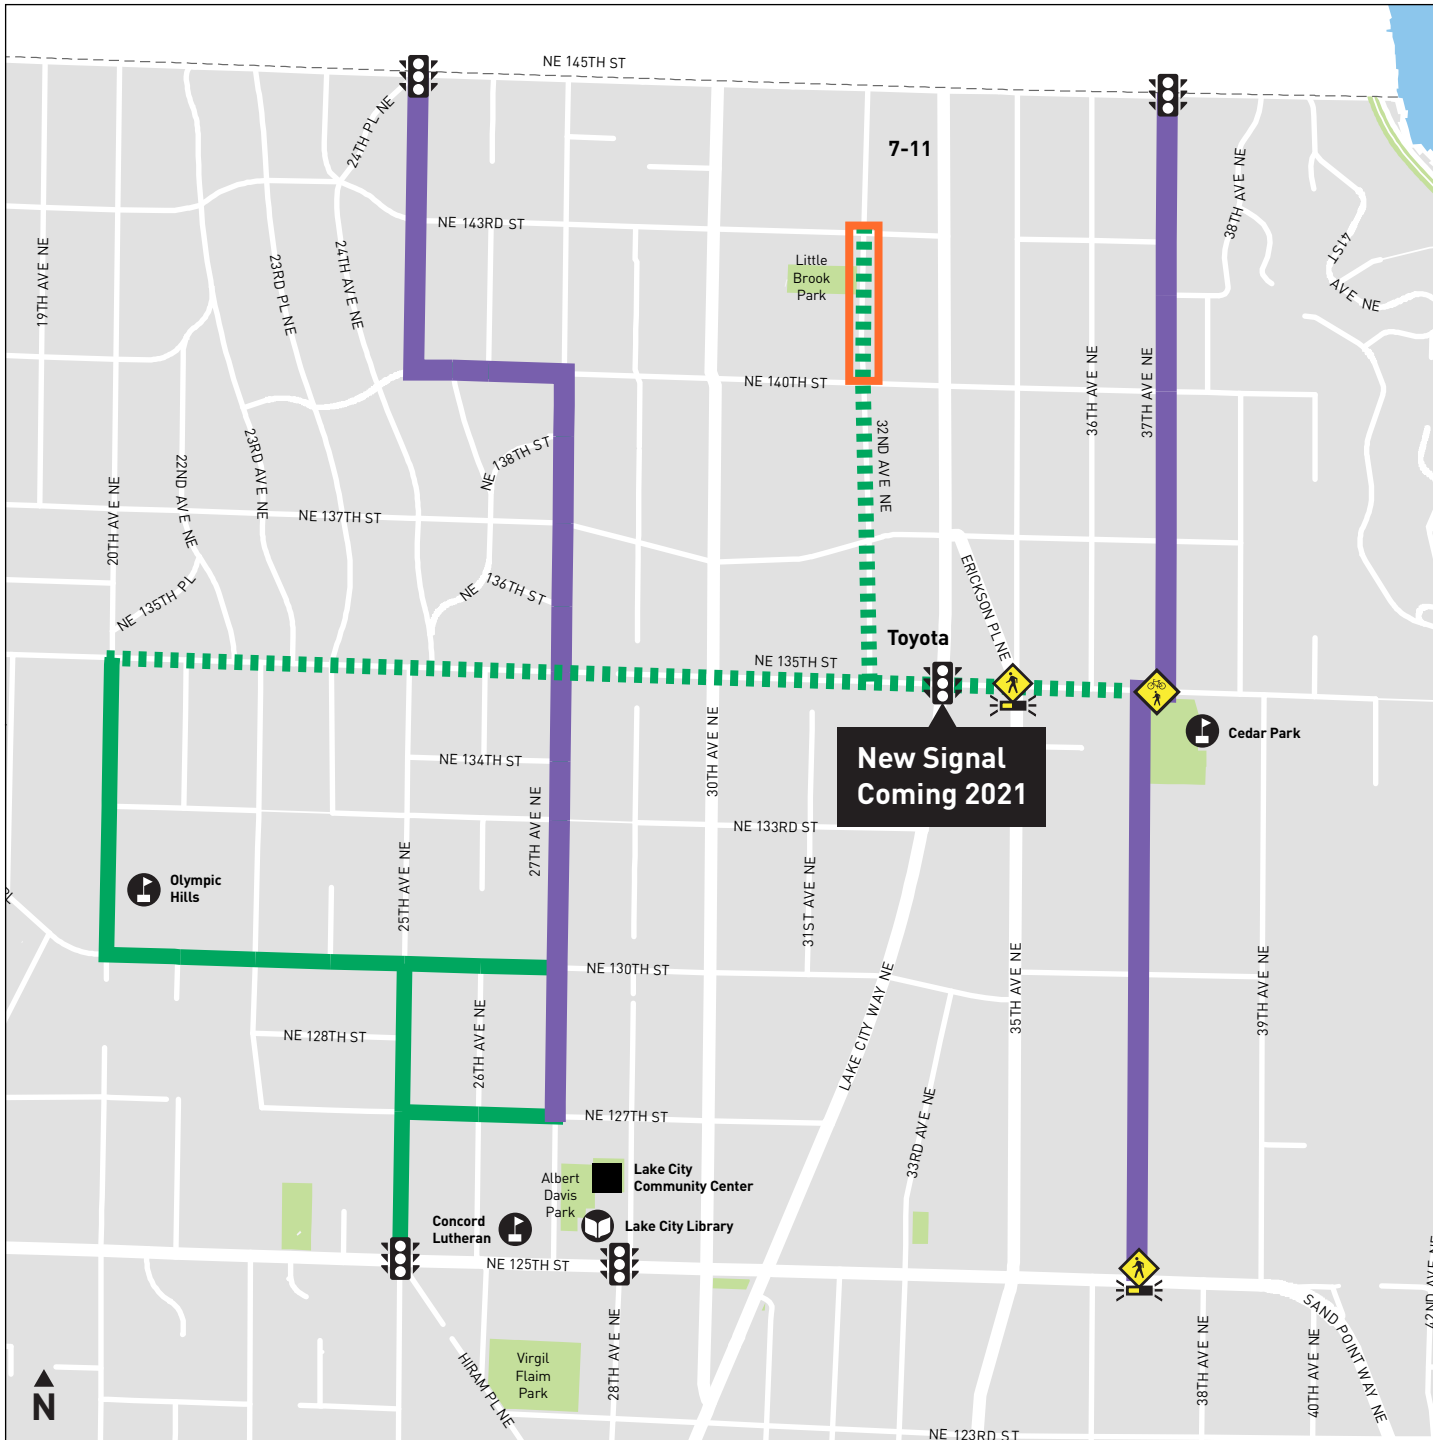 NE 145TH ST
24TH PL NE
7-11
38TH AVE NE
NE 143RD ST
19TH AVE NE
23RD PL NE
24TH AVE NE
Little
Brook
Park
41ST
AVE NE
36TH AVE NE
37TH AVE NE
NE 140TH ST
32ND AVE NE
23RD AVE NE
22ND AVE NE
20TH AVE NE
NE 138TH ST
NE 137TH ST
NE 136TH ST
NE 135TH PL
ERICKSON PL NE
Toyota
NE 135TH ST
Cedar Park
New Signal
Coming 2021
30TH AVE NE
NE 134TH ST
27TH AVE NE
NE 133RD ST
25TH AVE NE
31ST AVE NE
Olympic
Hills
PL
NE 130TH ST
35TH AVE NE
39TH AVE NE
LAKE CITY WAY NE
26TH AVE NE
NE 128TH ST
NE 127TH ST
33RD AVE NE
Albert
Davis
Park
Lake City
Community Center
Concord
Lutheran
Lake City Library
NE 125TH ST
42ND AVE NE
SAND POINT WAY NE
28TH AVE NE
38TH AVE NE
40TH AVE NE
HIRAM PL NE
Virgil
Flaim
Park
N
NE 123RD ST